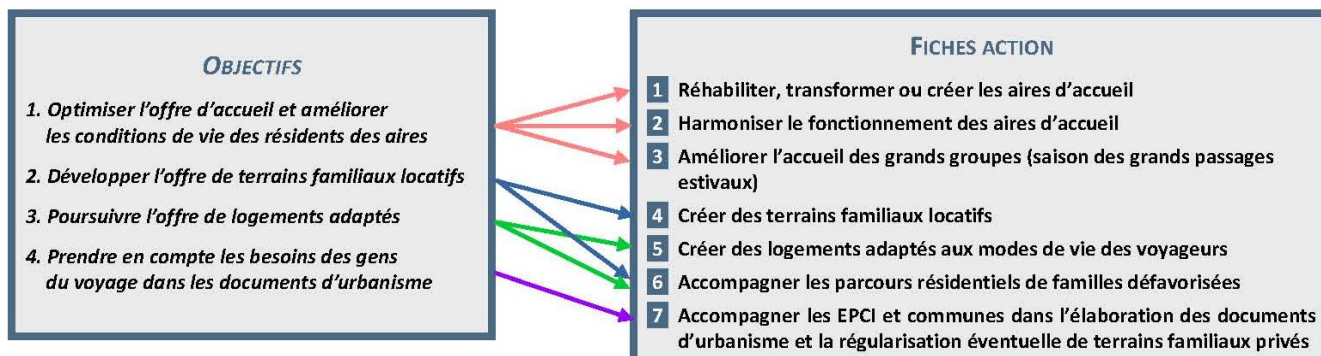 OBJECTIFS
1. Optimiser l'offre d'accueil et améliorer
les conditions de vie des résidents des aires
2. Développer l'offre de terrains familiaux locatifs
3. Poursuivre l'offre de logements adaptés
4. Prendre en compte les besoins des gens
du voyage dans les documents d'urbanisme
FICHES ACTION
1 Réhabiliter, transformer ou créer les aires d'accueil
2 Harmoniser le fonctionnement des aires d'accueil
3 Améliorer l'accueil des grands groupes (saison des grands passages
estivaux)
4 Créer des terrains familiaux locatifs
5 Créer des logements adaptés aux modes de vie des voyageurs
6 Accompagner les parcours résidentiels de familles défavorisées
7 Accompagner les EPCI et communes dans l'élaboration des documents
d'urbanisme et la régularisation éventuelle de terrains familiaux privés